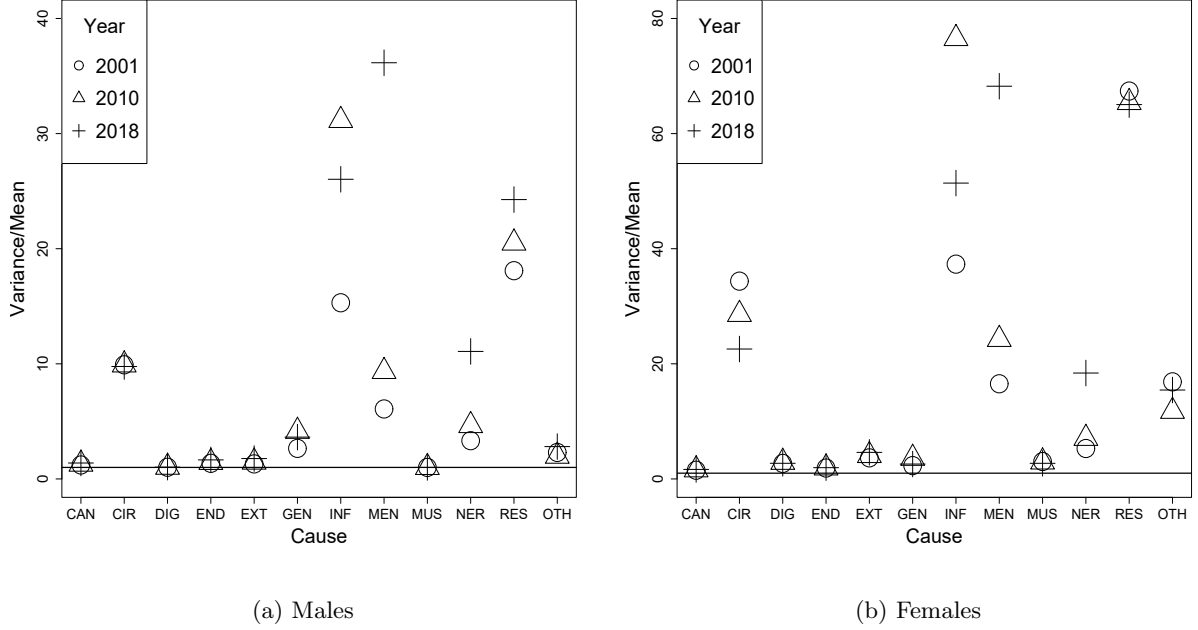 Year
2001
2010
2018
Variance/Mean
0
10
20
30
40
CAN CIR DIG END EXT GEN INF MEN MUS NER RES OTH
Cause
(a) Males
Year
2001
2010
2018
Variance/Mean
0
20
40
60
80
CAN CIR DIG END EXT GEN INF MEN MUS NER RES OTH
Cause
(b) Females